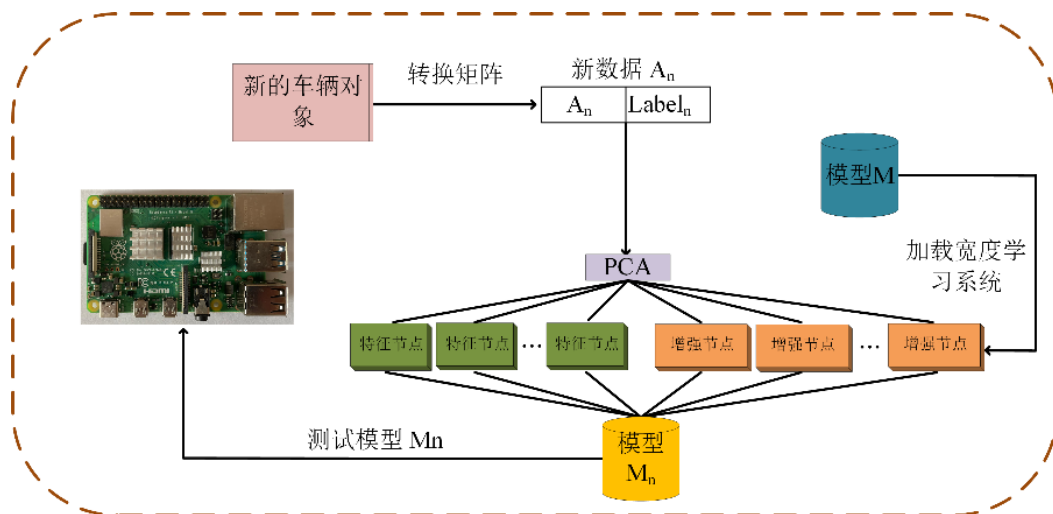 新的车辆对
象
转换矩阵
新数据 Aₙ
Aₙ
Labelₙ
模型M
加载宽度学
习系统
PCA
特征节点
特征节点
...
特征节点
增强节点
增强节点
...
增强节点
测试模型 Mn
模型
Mₙ